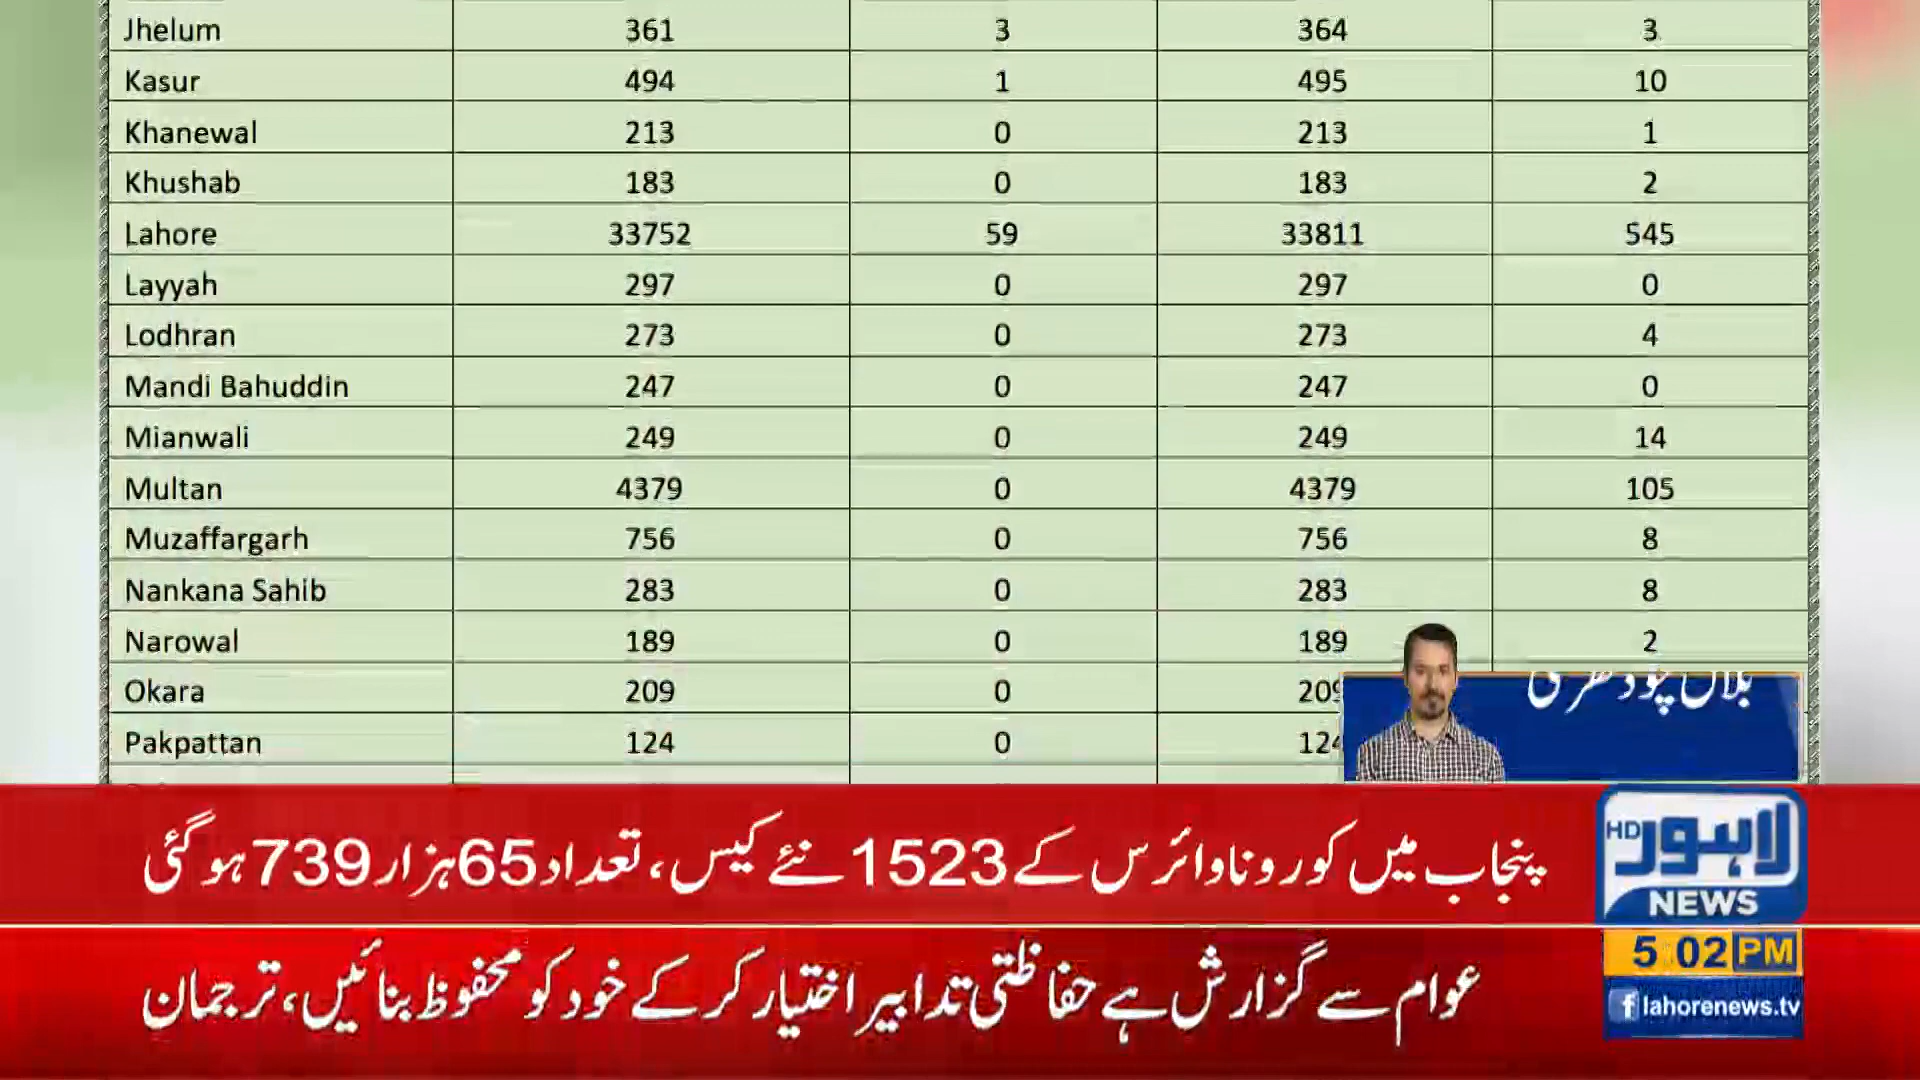 Jhelum 361 3 364 3
Kasur 494 1 495 10
Khanewal 213 0 213 1
Khushab 183 0 183 2
Lahore 33752 59 33811 545
Layyah 297 0 297 0
Lodhran 273 0 273 4
Mandi Bahuddin 247 0 247 0
Mianwali 249 0 249 14
Multan 4379 0 4379 105
Muzaffargarh 756 0 756 8
Nankana Sahib 283 0 283 8
Narowal 189 0 189 2
Okara 209 0 209
Pakpattan 124 0 124
بلال چودھری
پنجاب میں کورونا وائرس کے 1523 نئے کیس، تعداد 65 ہزار 739 ہو گئی
عوام سے گزارش ہے حفاظتی تدابیر اختیار کر کے خود کو محفوظ بنائیں، ترجمان
لاہور HD
NEWS
5 02 PM
f lahorenews.tv